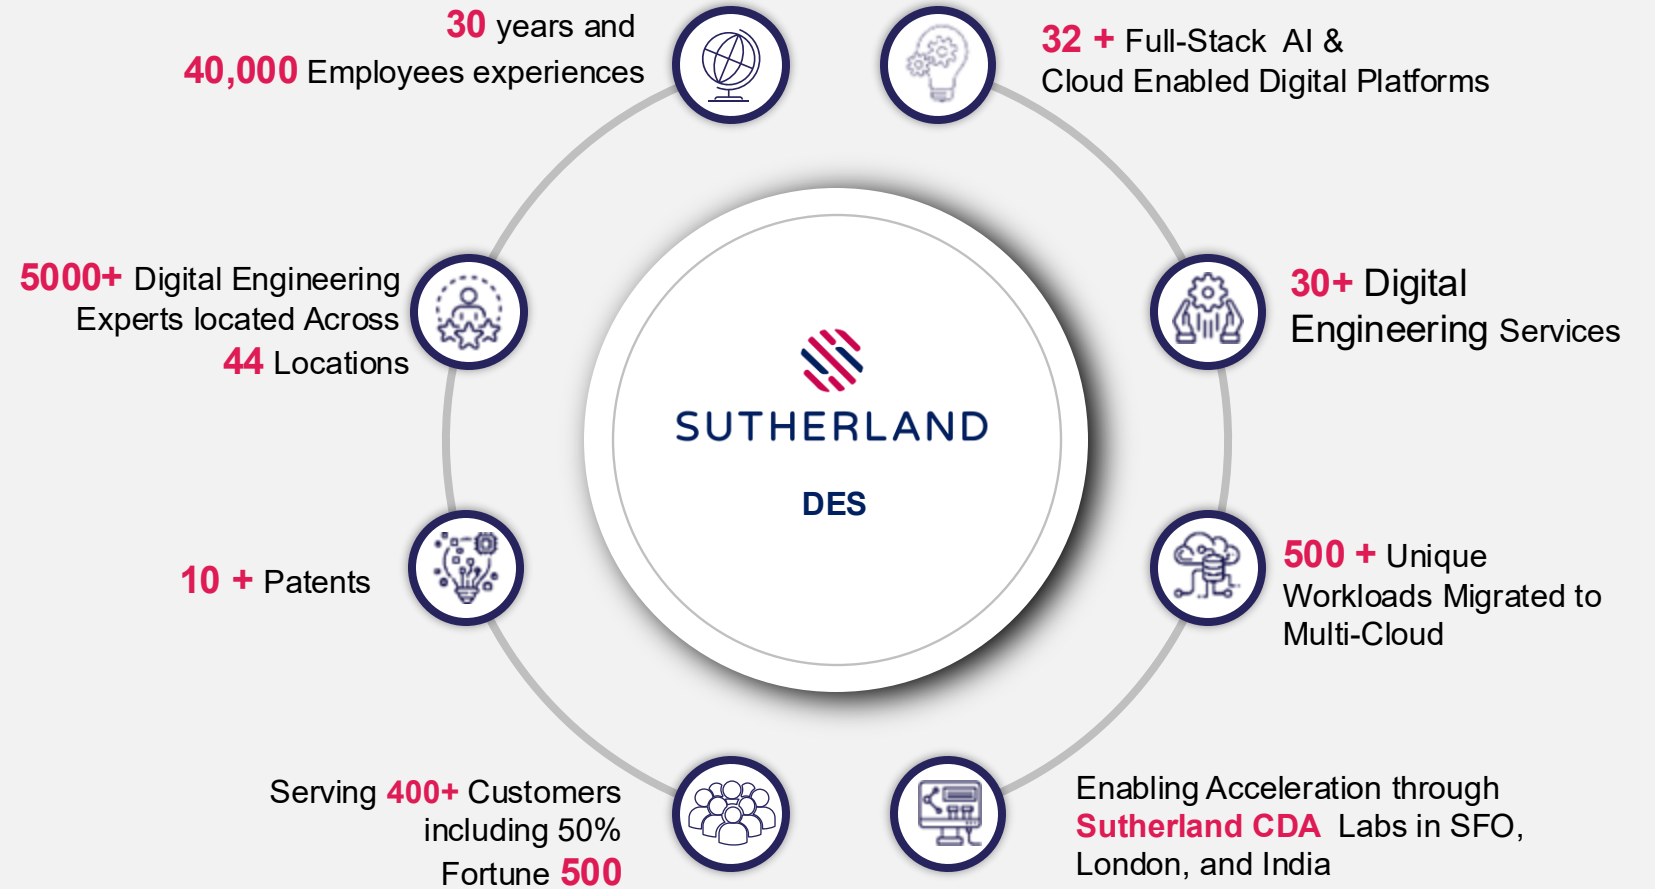 30 years and
40,000 Employees experiences
5000+ Digital Engineering
Experts located Across
44 Locations
10 + Patents
Serving 400+ Customers
including 50%
Fortune 500
SUTHERLAND
DES
32 + Full-Stack AI &
Cloud Enabled Digital Platforms
30+ Digital
Engineering Services
500 + Unique
Workloads Migrated to
Multi-Cloud
Enabling Acceleration through
Sutherland CDA Labs in SFO,
London, and India